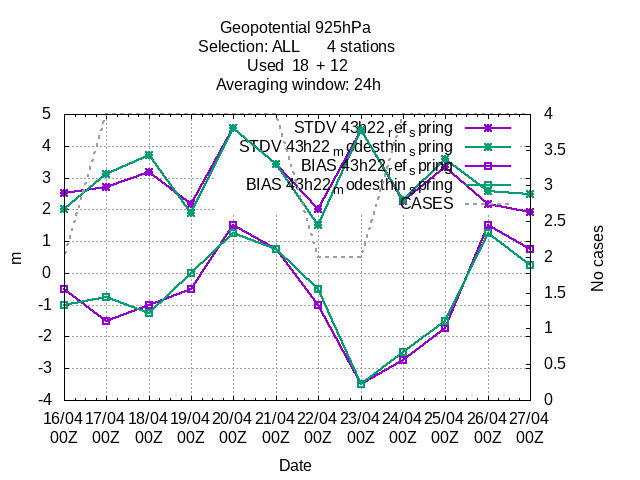 Geopotential 925hPa
Selection: ALL 4 stations
Used 18 + 12
Averaging window: 24h
STDV 43h22_ref_spring
STDV 43h22_modesthin_spring
BIAS 43h22_ref_spring
BIAS 43h22_modesthin_spring
CASES
5
4
3
2
1
0
-1
-2
-3
-4
m
4
3.5
3
2.5
2
1.5
1
0.5
0
No cases
16/04 17/04 18/04 19/04 20/04 21/04 22/04 23/04 24/04 25/04 26/04 27/04
00Z 00Z 00Z 00Z 00Z 00Z 00Z 00Z 00Z 00Z 00Z 00Z
Date